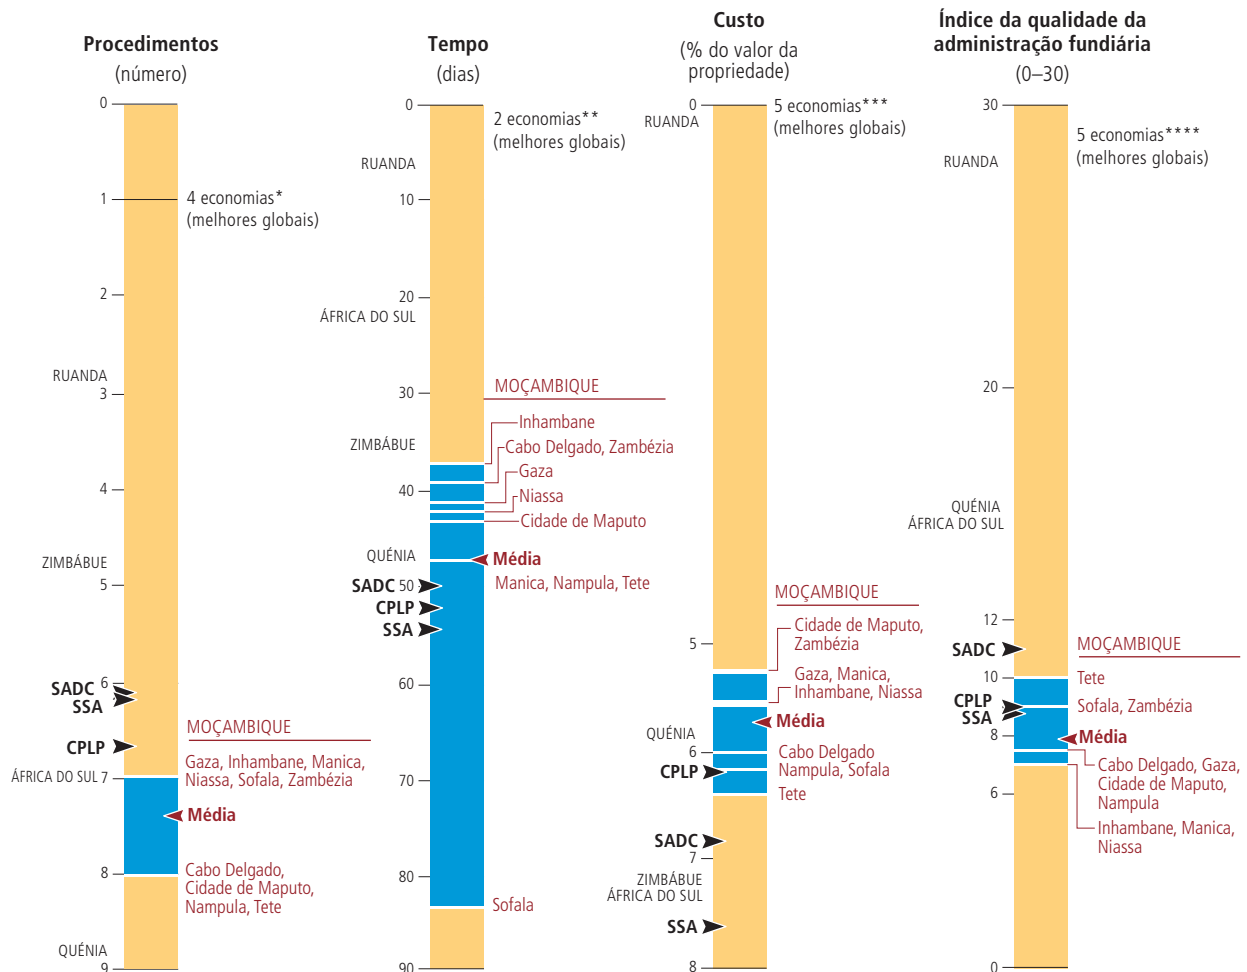 Procedimentos
(número)
0
1
4 economias*
(melhores globais)
2
RUANDA
3
4
ZIMBÁBUE
5
6
SADC
SSA
MOÇAMBIQUE
CPLP
Gaza, Inhambane, Manica,
Niassa, Sofala, Zambézia
ÁFRICA DO SUL 7
Média
8
Cabo Delgado,
Cidade de Maputo,
Nampula, Tete
QUÉNIA
9
Tempo
(dias)
0
2 economias**
(melhores globais)
RUANDA
10
20
ÁFRICA DO SUL
MOÇAMBIQUE
30
Inhambane
ZIMBÁBUE
Cabo Delgado, Zambézia
Gaza
40
Niassa
Cidade de Maputo
QUÉNIA
Média
SADC 50
Manica, Nampula, Tete
CPLP
SSA
60
70
80
Sofala
90
Custo
(% do valor da
propriedade)
0
5 economias***
(melhores globais)
RUANDA
MOÇAMBIQUE
5
Cidade de Maputo,
Zambézia
Gaza, Manica,
Inhambane, Niassa
Média
QUÉNIA
6
Cabo Delgado
Nampula, Sofala
CPLP
Tete
SADC
7
ZIMBÁBUE
ÁFRICA DO SUL
SSA
8
Índice da qualidade da
administração fundiária
(0–30)
30
5 economias****
(melhores globais)
RUANDA
20
QUÉNIA
ÁFRICA DO SUL
12
MOÇAMBIQUE
SADC
10
Tete
CPLP
Sofala, Zambézia
SSA
8
Média
Cabo Delgado, Gaza,
Cidade de Maputo,
Nampula
6
Inhambane, Manica,
Niassa
0